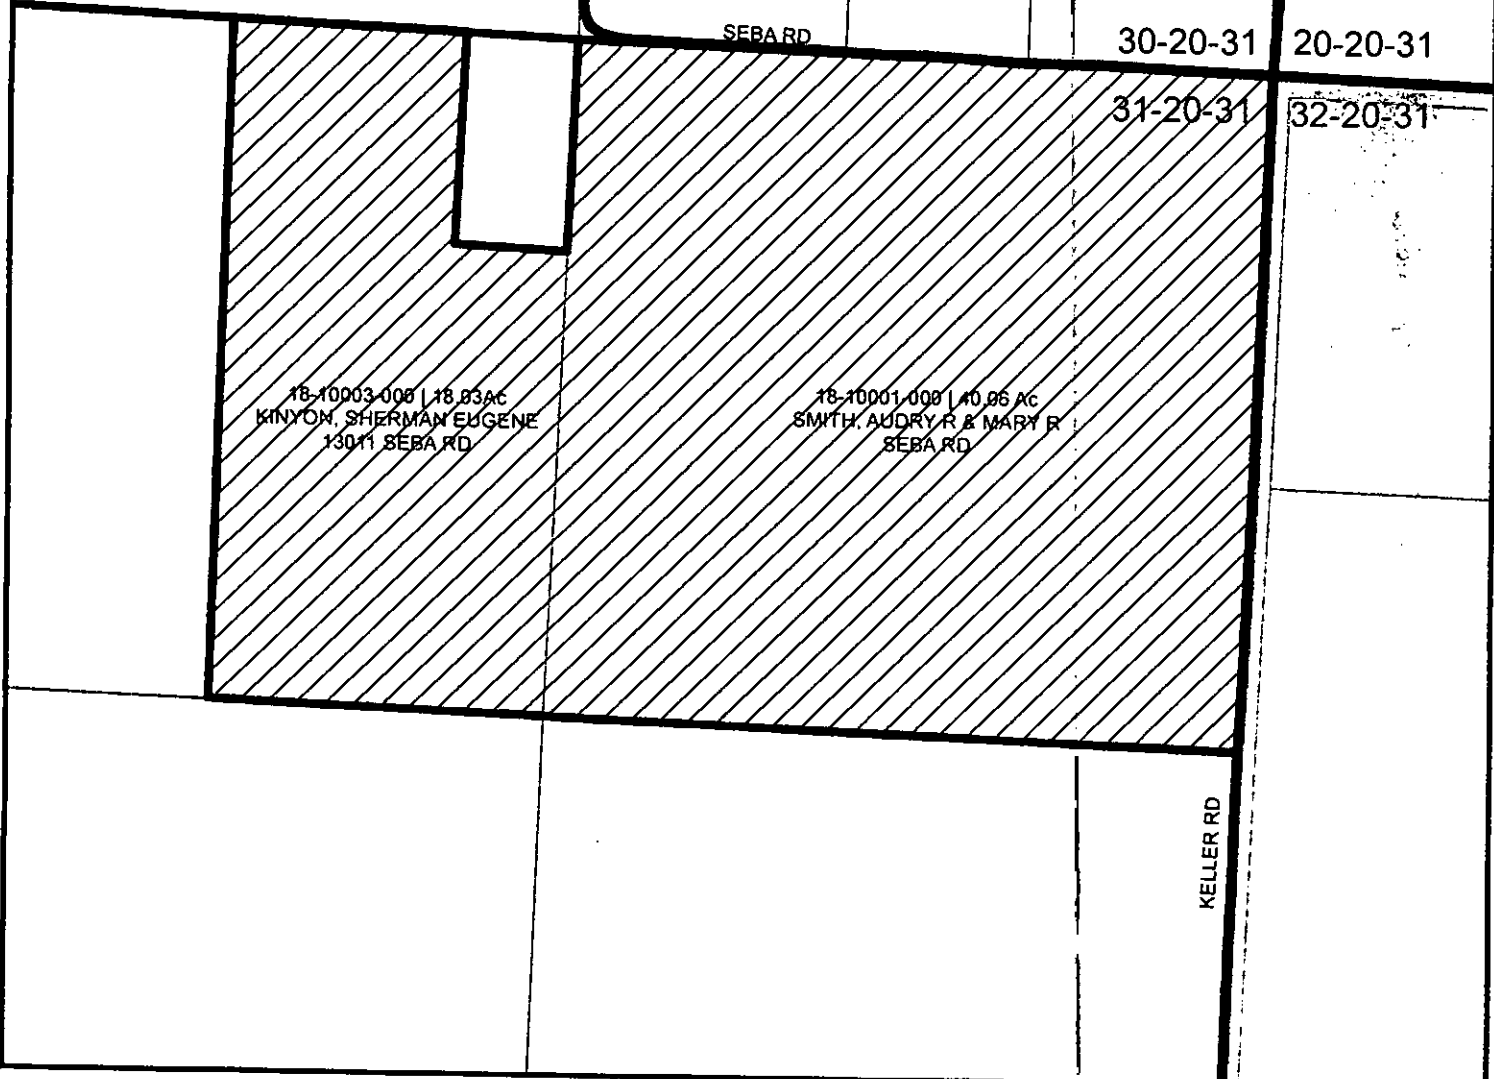 SEBA RD
30-20-31
20-20-31
31-20-31
32-20-31
18-10003-000 | 18.03Ac
KINYON, SHERMAN EUGENE
13011 SEBA RD
18-10001-000 | 40.06 Ac
SMITH, AUDRY R & MARY R
SEBA RD
KELLER RD